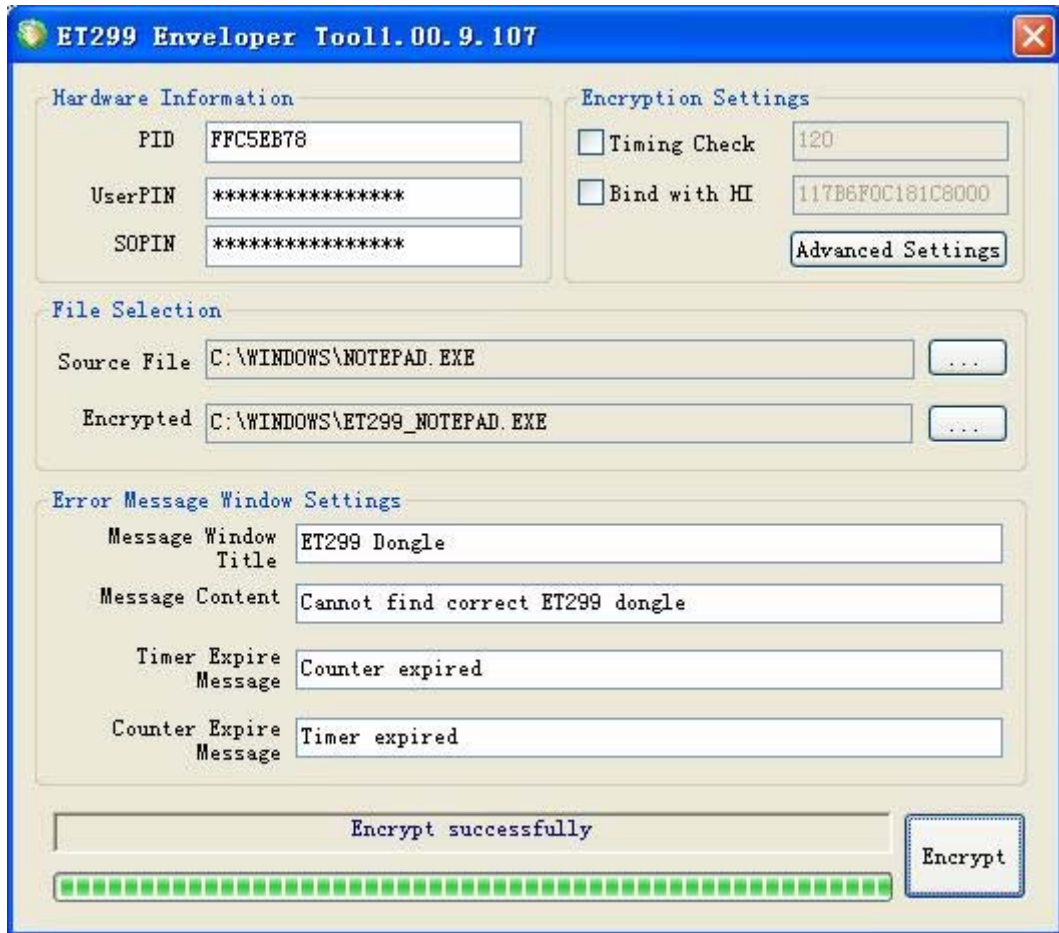 ET299 Enveloper Tool1.00.9.107
Hardware Information
PID FFC5EB78
UserPIN ****************
SOPIN ****************
Encryption Settings
Timing Check 120
Bind with HI 117B6F0C181C8000
Advanced Settings
File Selection
Source File C:\WINDOWS\NOTEPAD.EXE ...
Encrypted C:\WINDOWS\ET299_NOTEPAD.EXE ...
Error Message Window Settings
Message Window
Title
ET299 Dongle
Message Content Cannot find correct ET299 dongle
Timer Expire
Message
Counter expired
Counter Expire
Message
Timer expired
Encrypt successfully
Encrypt